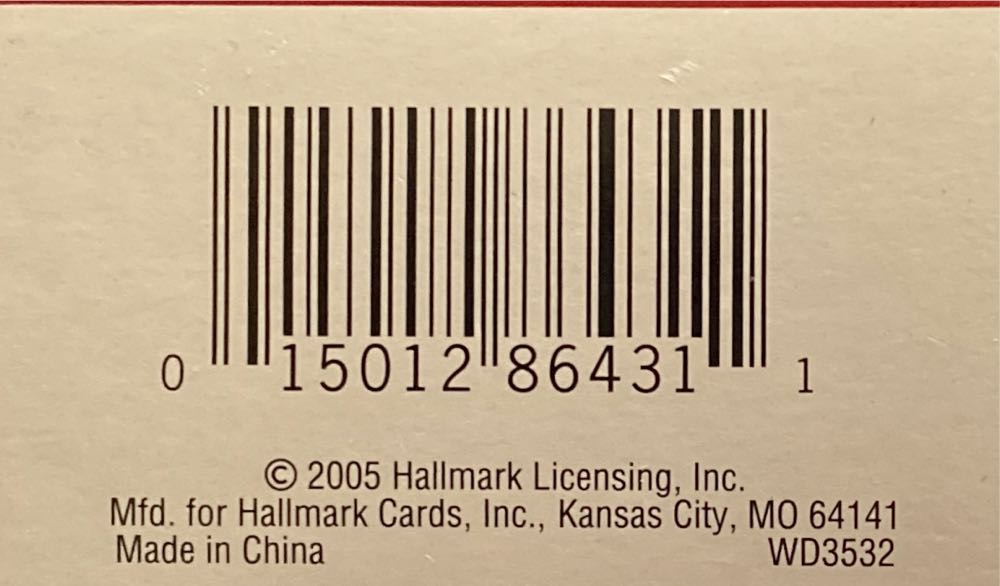 0 15012 86431 1
© 2005 Hallmark Licensing, Inc.
Mfd. for Hallmark Cards, Inc., Kansas City, MO 64141
Made in China WD3532